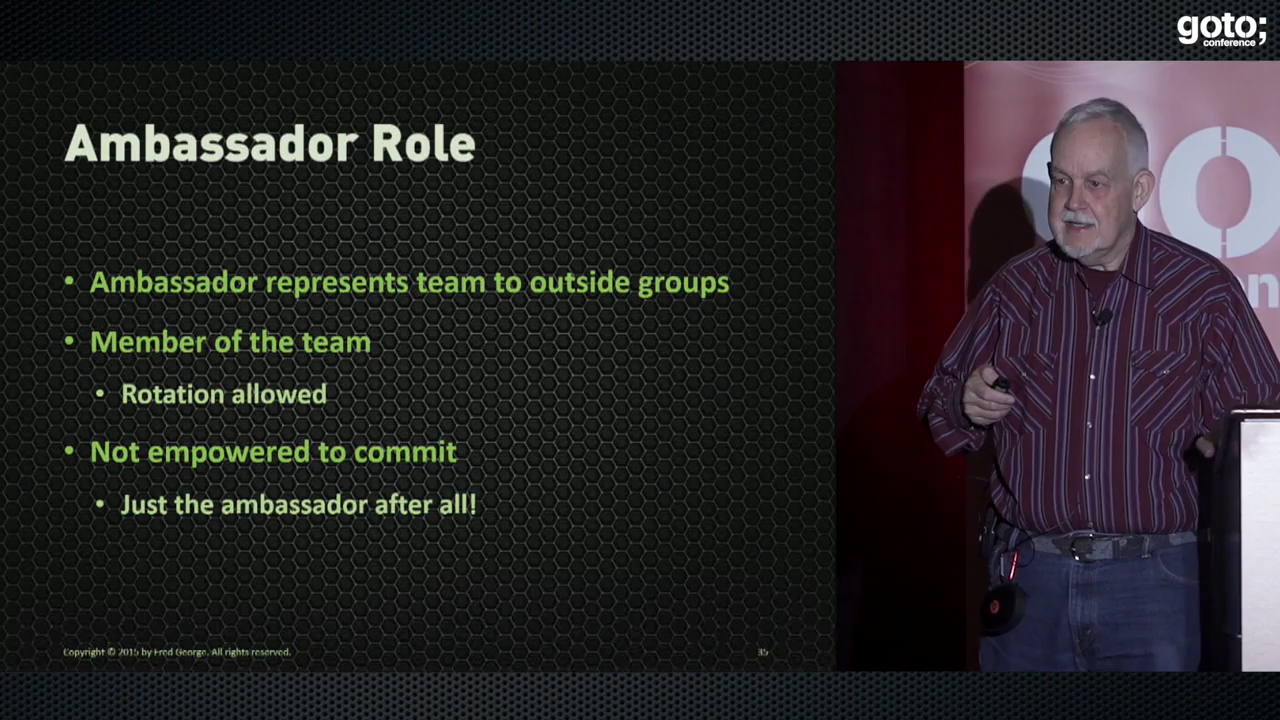 goto;
conference
Ambassador Role
• Ambassador represents team to outside groups
• Member of the team
• Rotation allowed
• Not empowered to commit
• Just the ambassador after all!
Copyright © 2015 by Fred George. All rights reserved.
35